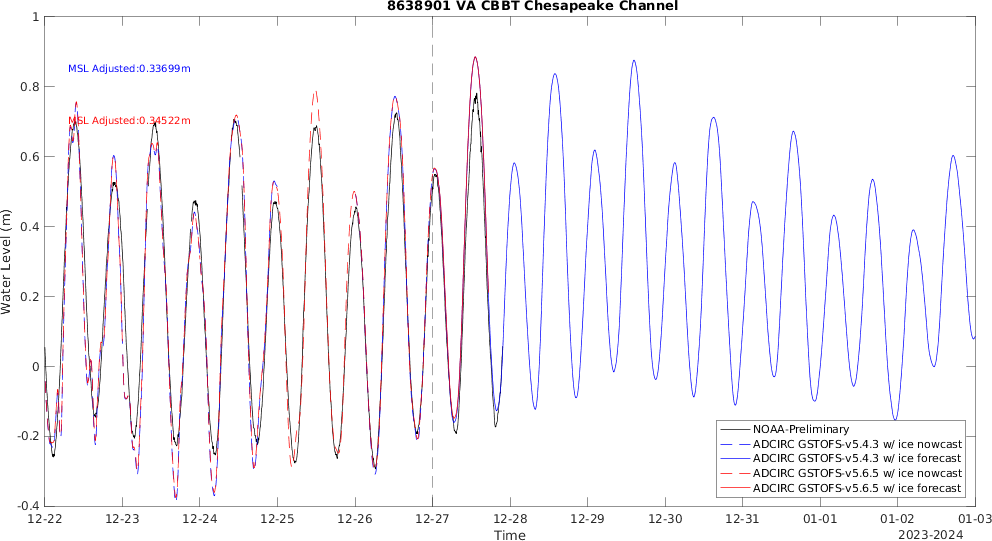 8638901 VA CBBT Chesapeake Channel
1
0.8
0.6
0.4
0.2
0
-0.2
-0.4
Water Level (m)
MSL Adjusted:0.33699m
MSL Adjusted:0.34522m
NOAA-Preliminary
ADCIRC GSTOFS-v5.4.3 w/ ice nowcast
ADCIRC GSTOFS-v5.4.3 w/ ice forecast
ADCIRC GSTOFS-v5.6.5 w/ ice nowcast
ADCIRC GSTOFS-v5.6.5 w/ ice forecast
12-22 12-23 12-24 12-25 12-26 12-27 12-28 12-29 12-30 12-31 01-01 01-02 01-03
Time
2023-2024